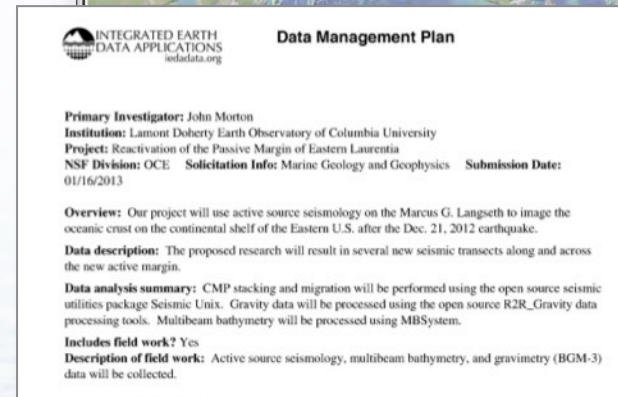 INTEGRATED EARTH
DATA APPLICATIONS
iedadata.org
Data Management Plan
Primary Investigator: John Morton
Institution: Lamont Doherty Earth Observatory of Columbia University
Project: Reactivation of the Passive Margin of Eastern Laurentia
NSF Division: OCE Solicitation Info: Marine Geology and Geophysics Submission Date:
01/16/2013
Overview: Our project will use active source seismology on the Marcus G. Langseth to image the
oceanic crust on the continental shelf of the Eastern U.S. after the Dec. 21, 2012 earthquake.
Data description: The proposed research will result in several new seismic transects along and across
the new active margin.
Data analysis summary: CMP stacking and migration will be performed using the open source seismic
utilities package Seismic Unix. Gravity data will be processed using the open source R2R_Gravity data
processing tools. Multibeam bathymetry will be processed using MBSystem.
Includes field work? Yes
Description of field work: Active source seismology, multibeam bathymetry, and gravimetry (BGM-3)
data will be collected.